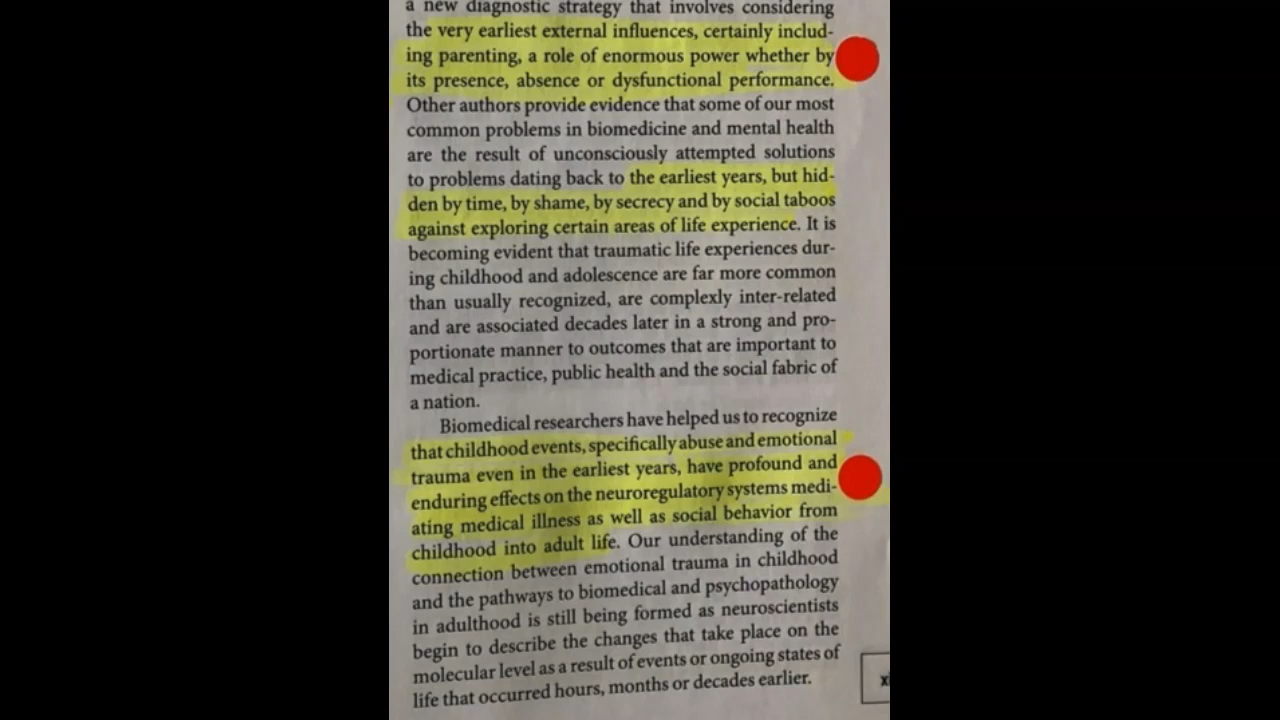 a new diagnostic strategy that involves considering
the very earliest external influences, certainly includ-
ing parenting, a role of enormous power whether by
its presence, absence or dysfunctional performance.
Other authors provide evidence that some of our most
common problems in biomedicine and mental health
are the result of unconsciously attempted solutions
to problems dating back to the earliest years, but hid-
den by time, by shame, by secrecy and by social taboos
against exploring certain areas of life experience. It is
becoming evident that traumatic life experiences dur-
ing childhood and adolescence are far more common
than usually recognized, are complexly inter-related
and are associated decades later in a strong and pro-
portionate manner to outcomes that are important to
medical practice, public health and the social fabric of
a nation.
Biomedical researchers have helped us to recognize
that childhood events, specifically abuse and emotional
trauma even in the earliest years, have profound and
enduring effects on the neuroregulatory systems medi-
ating medical illness as well as social behavior from
childhood into adult life. Our understanding of the
connection between emotional trauma in childhood
and the pathways to biomedical and psychopathology
in adulthood is still being formed as neuroscientists
begin to describe the changes that take place on the
molecular level as a result of events or ongoing states of
life that occurred hours, months or decades earlier.